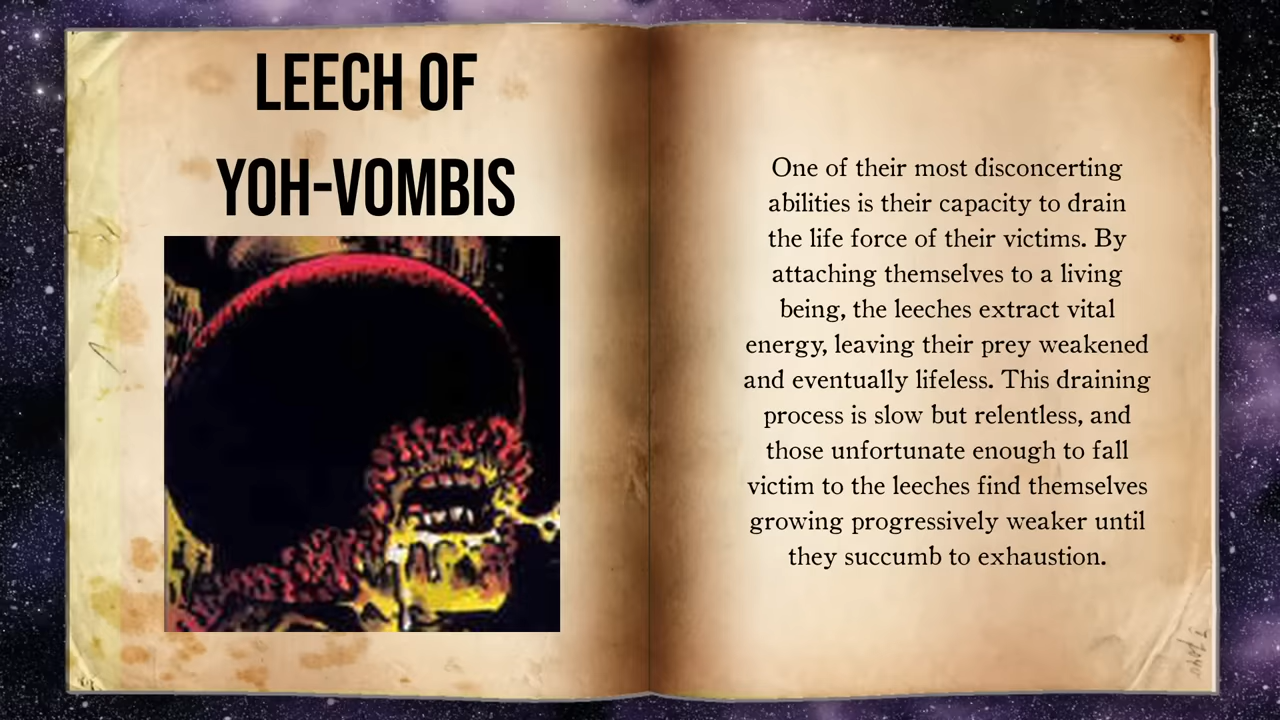 LEECH OF
YOH-VOMBIS
One of their most disconcerting
abilities is their capacity to drain
the life force of their victims. By
attaching themselves to a living
being, the leeches extract vital
energy, leaving their prey weakened
and eventually lifeless. This draining
process is slow but relentless, and
those unfortunate enough to fall
victim to the leeches find themselves
growing progressively weaker until
they succumb to exhaustion.